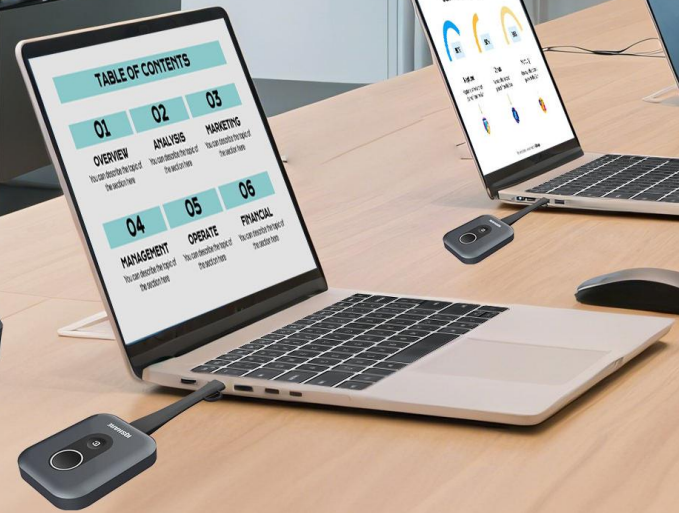 TABLE OF CONTENTS
01
OVERVIEW
You can describe the topic of
the section here
02
ANALYSIS
You can describe the topic of
the section here
03
MARKETING
You can describe the topic of
the section here
04
MANAGEMENT
You can describe the topic of
the section here
05
OPERATE
You can describe the topic of
the section here
06
FINANCIAL
You can describe the topic of
the section here